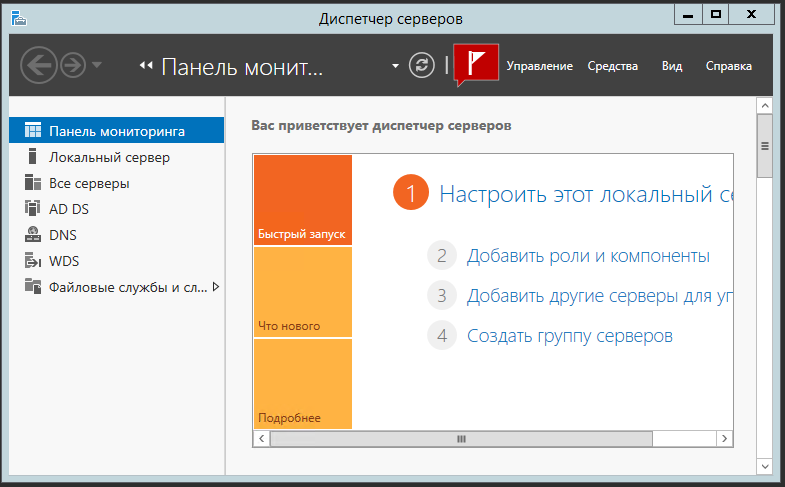 Диспетчер серверов
Панель монит...
Управление Средства Вид Справка
Панель мониторинга
Локальный сервер
Все серверы
AD DS
DNS
WDS
Файловые службы и сл...
Вас приветствует диспетчер серверов
Быстрый запуск
Что нового
Подробнее
1 Настроить этот локальный се
2 Добавить роли и компоненты
3 Добавить другие серверы для уп
4 Создать группу серверов